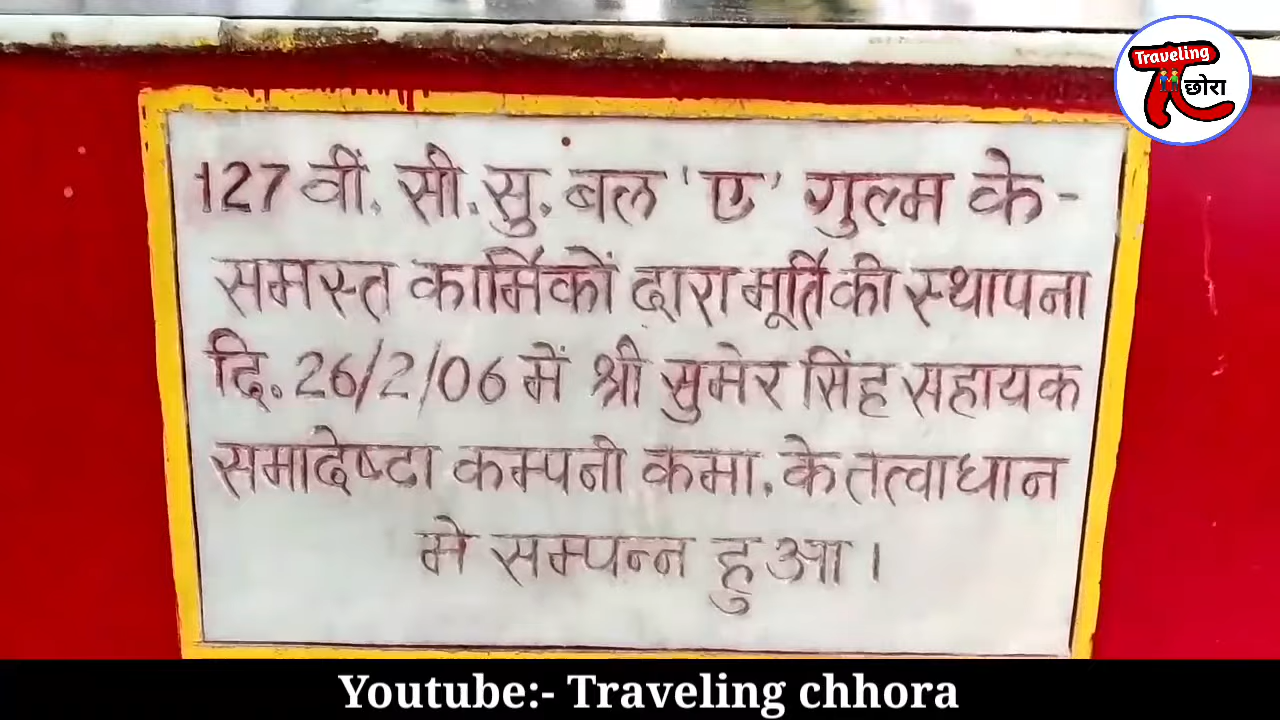 Traveling
छोरा
127 वीं. सी.सु. बल 'ए' गुल्म के-
समस्त कार्मिकों द्वारा मूर्ति की स्थापना
दि. 26/2/06 में श्री सुमेर सिंह सहायक
समादेष्टा कम्पनी कमा. के तत्वाधान
मे सम्पन्न हुआ।
Youtube:- Traveling chhora